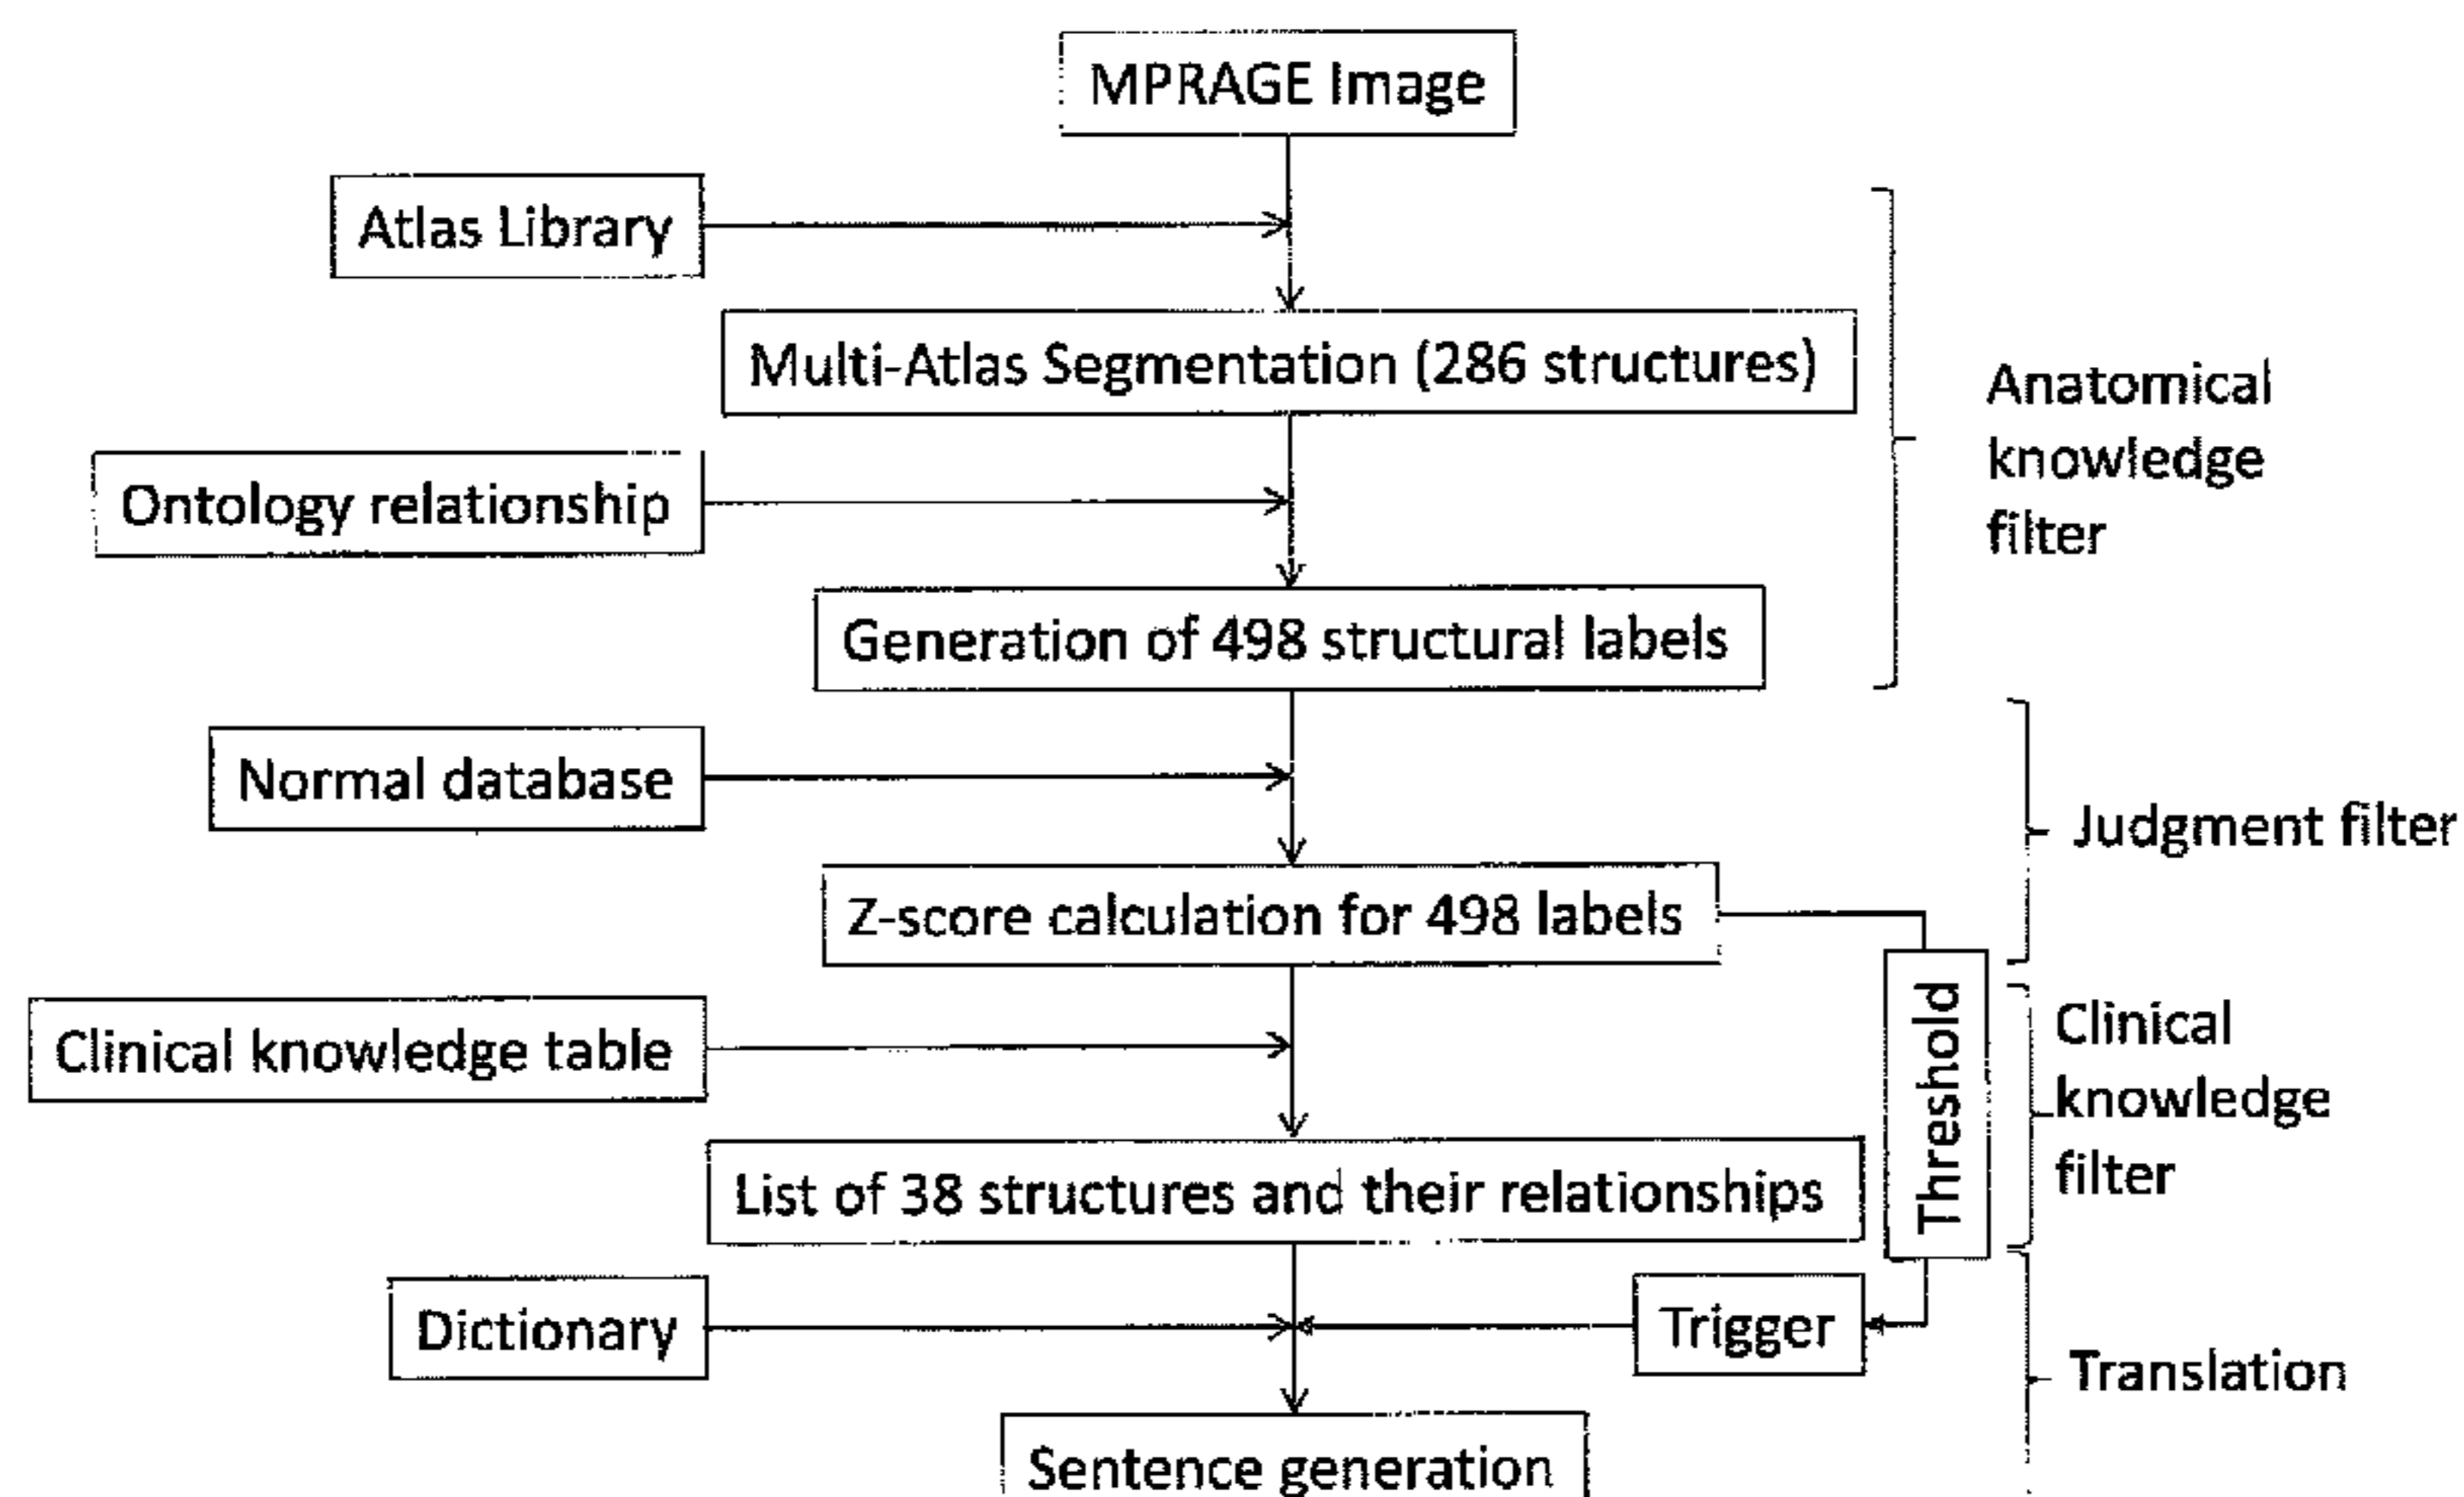 MPRAGE Image
Atlas Library
Multi-Atlas Segmentation (286 structures)
Anatomical
knowledge
filter
Ontology relationship
Generation of 498 structural labels
Normal database
Judgment filter
Z-score calculation for 498 labels
Threshold
Clinical knowledge table
Clinical
knowledge
filter
List of 38 structures and their relationships
Dictionary
Trigger
Translation
Sentence generation